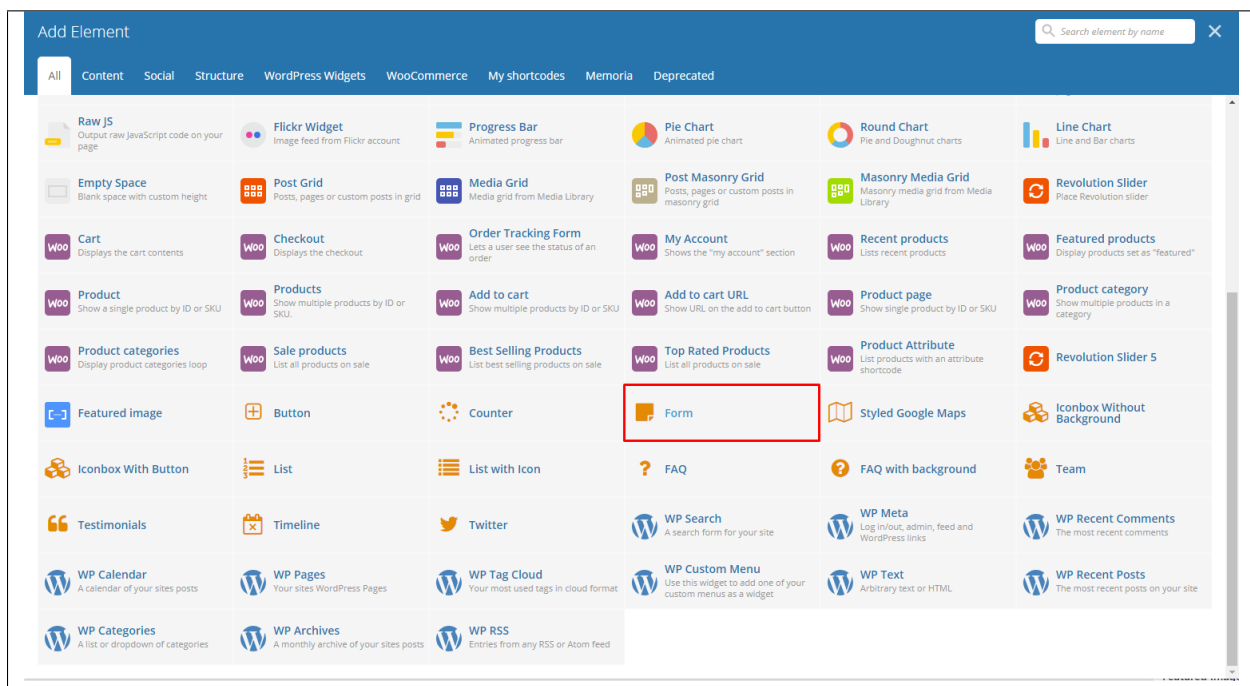 Add Element
Search element by name
All Content Social Structure WordPress Widgets WooCommerce My shortcodes Memoria Deprecated
Raw JS
Output raw JavaScript code on your
page
Flickr Widget
Image feed from Flickr account
Progress Bar
Animated progress bar
Pie Chart
Animated pie chart
Round Chart
Pie and Doughnut charts
Line Chart
Line and Bar charts
Empty Space
Blank space with custom height
Post Grid
Posts, pages or custom posts in grid
Media Grid
Media grid from Media Library
Post Masonry Grid
Posts, pages or custom posts in
masonry grid
Masonry Media Grid
Masonry media grid from Media
Library
Revolution Slider
Place Revolution slider
Woo
Cart
Displays the cart contents
Woo
Checkout
Displays the checkout
Woo
Order Tracking Form
Lets a user see the status of an
order
Woo
My Account
Shows the "my account" section
Woo
Recent products
Lists recent products
Woo
Featured products
Display products set as "featured"
Woo
Product
Show a single product by ID or SKU
Woo
Products
Show multiple products by ID or
SKU.
Woo
Add to cart
Show multiple products by ID or SKU
Woo
Add to cart URL
Show URL on the add to cart button
Woo
Product page
Show single product by ID or SKU
Woo
Product category
Show multiple products in a
category
Woo
Product categories
Display product categories loop
Woo
Sale products
List all products on sale
Woo
Best Selling Products
List best selling products on sale
Woo
Top Rated Products
List all products on sale
Woo
Product Attribute
List products with an attribute
shortcode
Revolution Slider 5
Featured image
Button
Counter
Form
Styled Google Maps
Iconbox Without
Background
Iconbox With Button
List
List with Icon
FAQ
FAQ with background
Team
Testimonials
Timeline
Twitter
WP Search
A search form for your site
WP Meta
Log in/out, admin, feed and
WordPress links
WP Recent Comments
The most recent comments
WP Calendar
A calendar of your sites posts
WP Pages
Your sites WordPress Pages
WP Tag Cloud
Your most used tags in cloud format
WP Custom Menu
Use this widget to add one of your
custom menus as a widget
WP Text
Arbitrary text or HTML
WP Recent Posts
The most recent posts on your site
WP Categories
A list or dropdown of categories
WP Archives
A monthly archive of your sites posts
WP RSS
Entries from any RSS or Atom feed